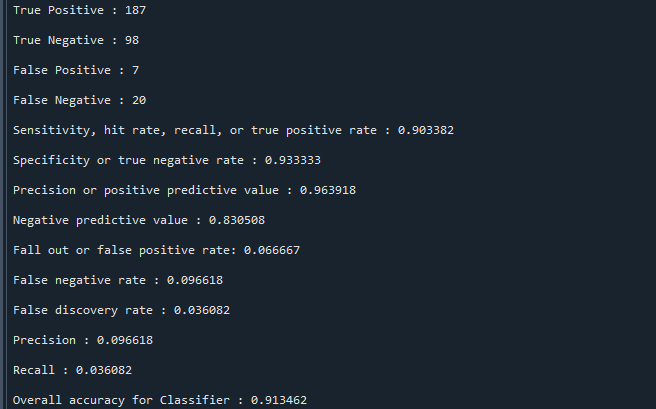 True Positive : 187
True Negative : 98
False Positive : 7
False Negative : 20
Sensitivity, hit rate, recall, or true positive rate : 0.903382
Specificity or true negative rate : 0.933333
Precision or positive predictive value : 0.963918
Negative predictive value : 0.830508
Fall out or false positive rate: 0.066667
False negative rate : 0.096618
False discovery rate : 0.036082
Precision : 0.096618
Recall : 0.036082
Overall accuracy for Classifier : 0.913462